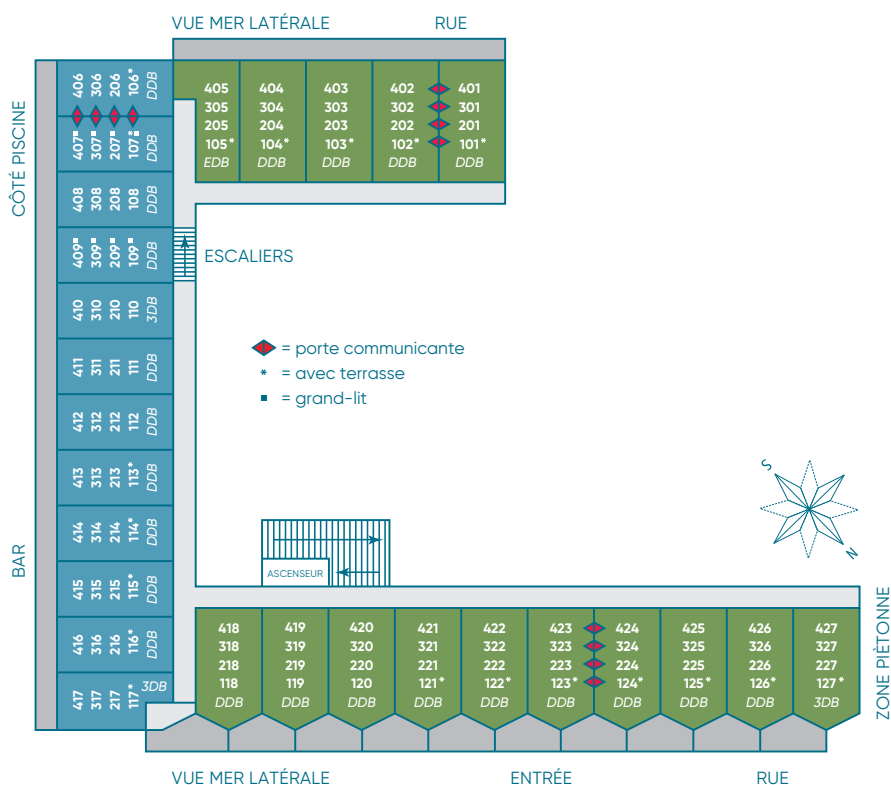 VUE MER LATÉRALE
RUE
CÔTÉ PISCINE
BAR
406
306
206
106*
DDB
407▪
307▪
207▪
107*▪
DDB
408
308
208
108
DDB
409▪
309▪
209▪
109▪
DDB
410
310
210
110
3DB
411
311
211
111
DDB
412
312
212
112
DDB
413
313
213
113*
DDB
414
314
214
114*
DDB
415
315
215
115*
DDB
416
316
216
116*
DDB
417
317
217
117*
3DB
405
305
205
105*
EDB
404
304
204
104*
DDB
403
303
203
103*
DDB
402
302
202
102*
DDB
401
301
201
101*
DDB
ESCALIERS
= porte communicante
* = avec terrasse
▪ = grand-lit
S
N
ASCENSEUR
418
318
218
118
DDB
419
319
219
119
DDB
420
320
220
120
DDB
421
321
221
121*
DDB
422
322
222
122*
DDB
423
323
223
123*
DDB
424
324
224
124*
DDB
425
325
225
125*
DDB
426
326
226
126*
DDB
427
327
227
127*
3DB
ZONE PIÈTONNE
VUE MER LATÉRALE
ENTRÉE
RUE